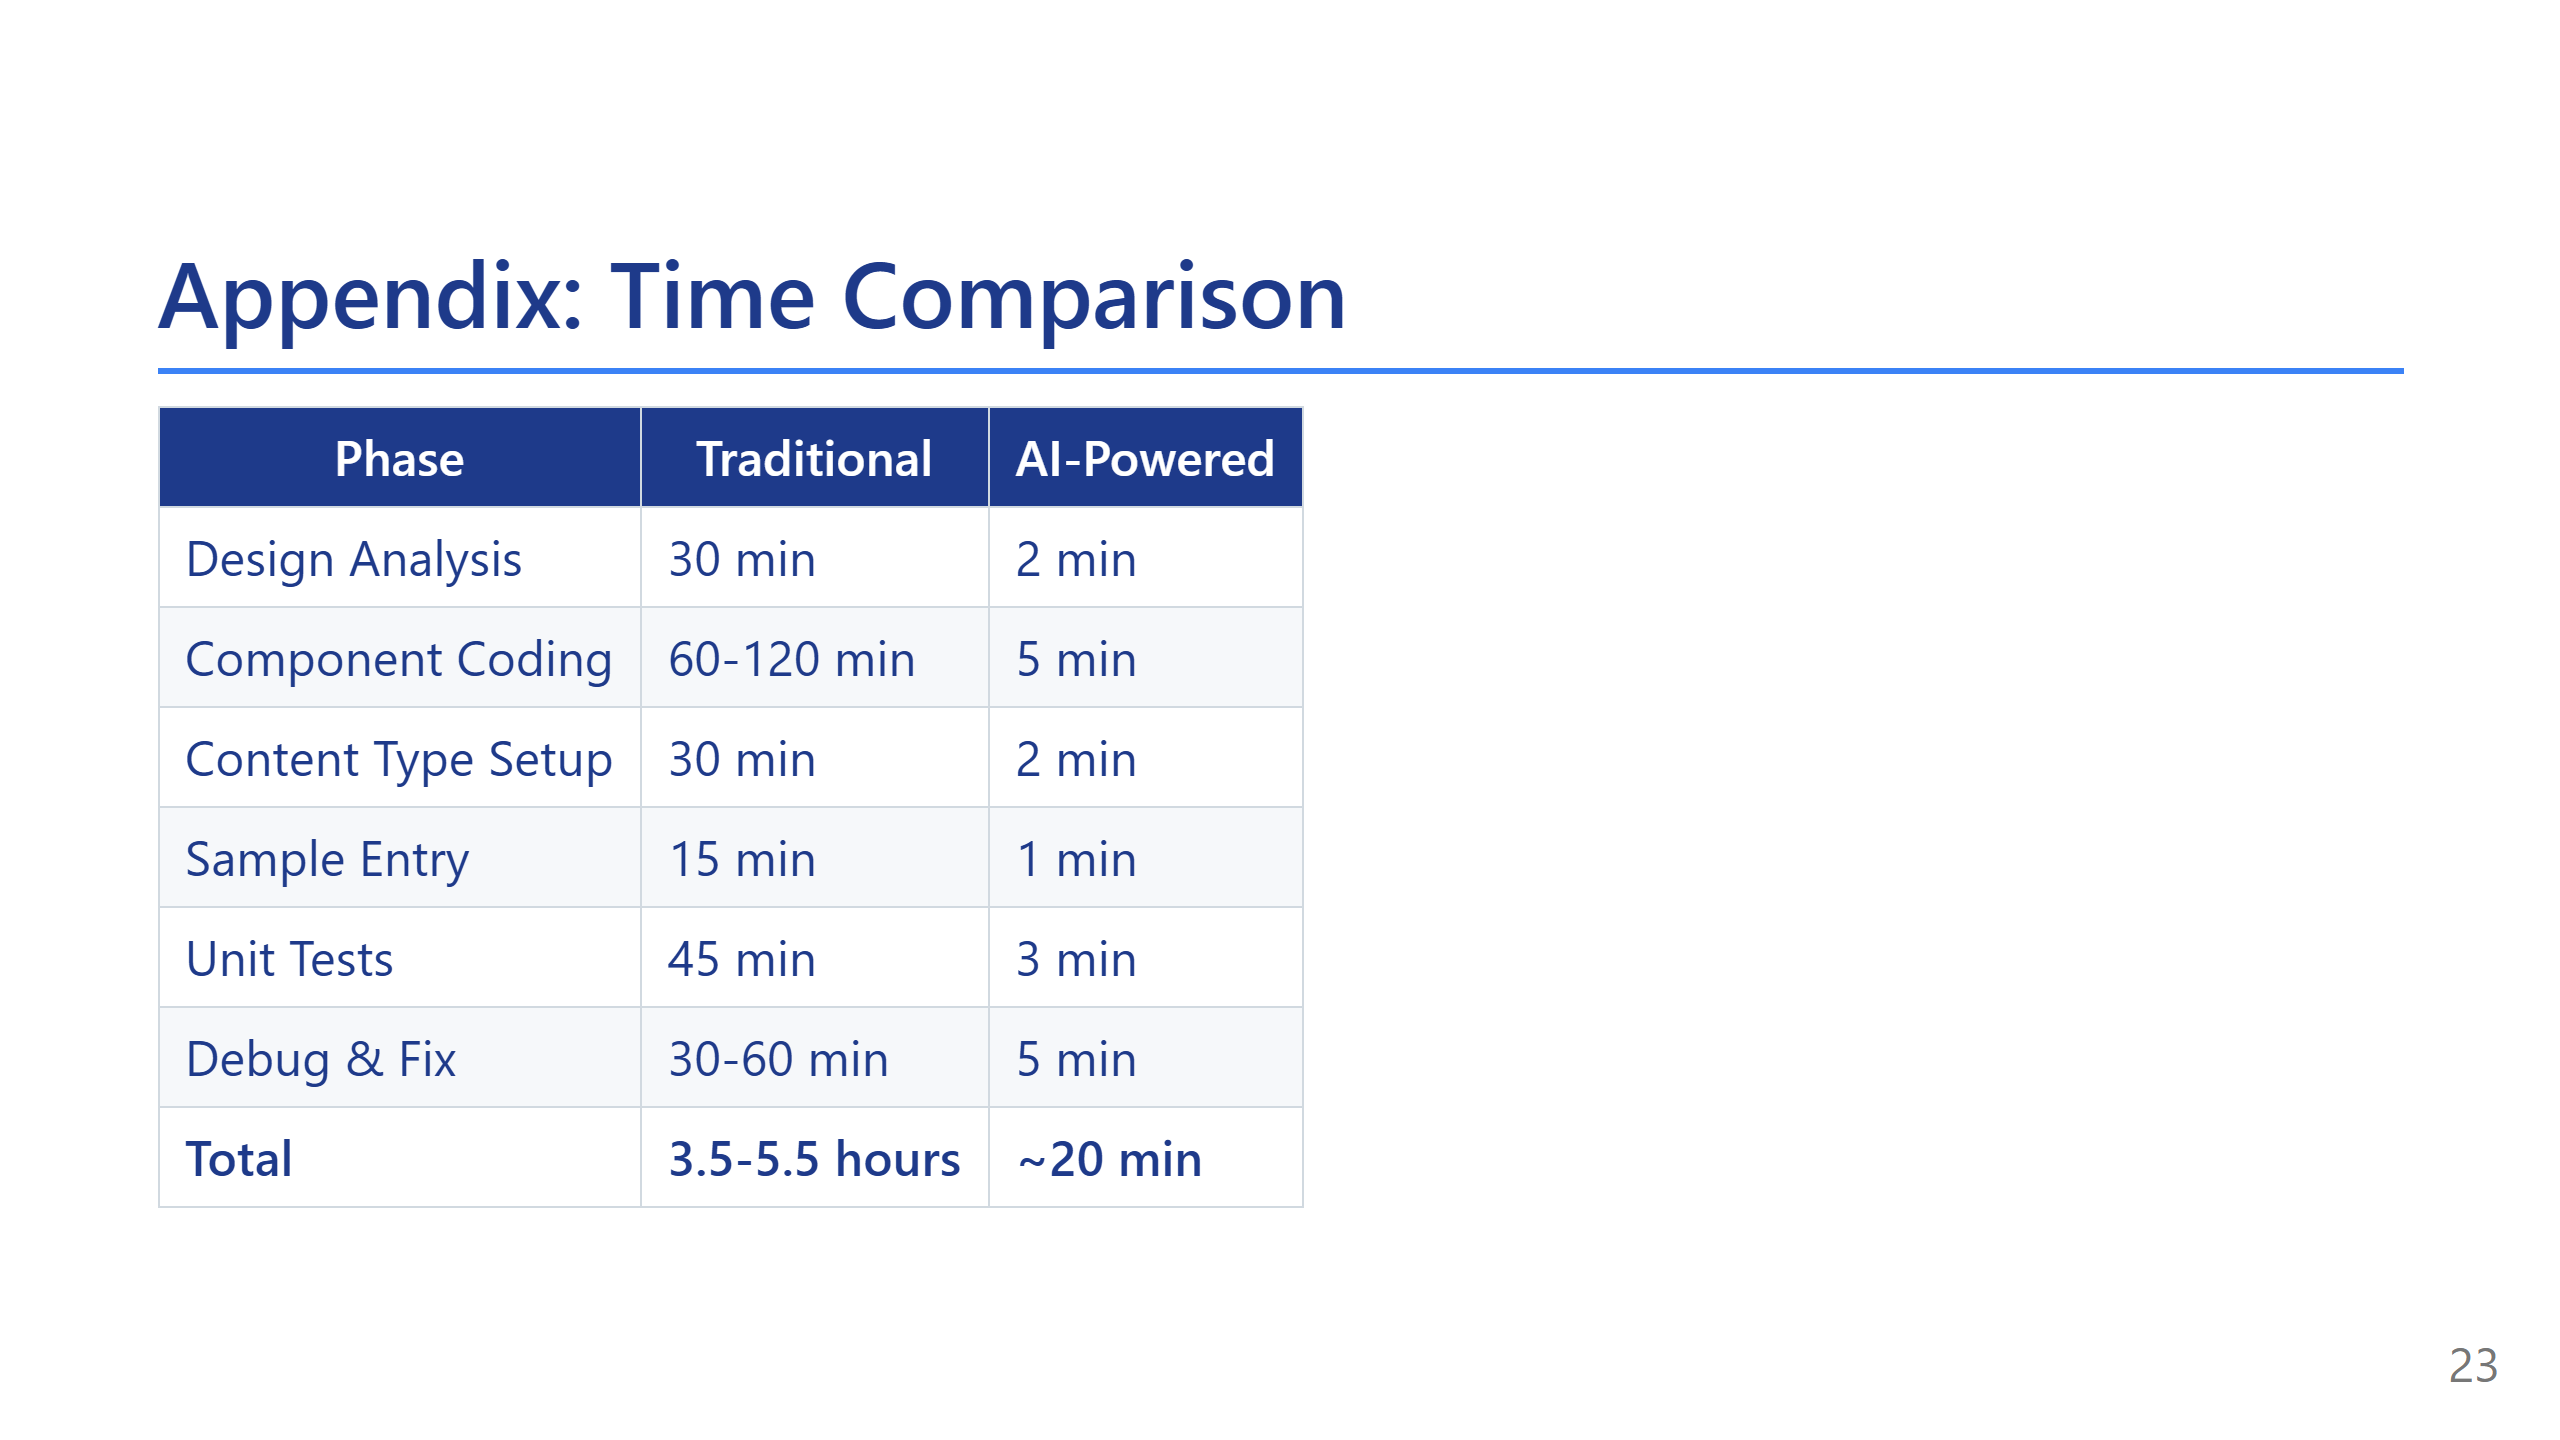 Appendix: Time Comparison
Phase Traditional AI-Powered
Design Analysis 30 min 2 min
Component Coding 60-120 min 5 min
Content Type Setup 30 min 2 min
Sample Entry 15 min 1 min
Unit Tests 45 min 3 min
Debug & Fix 30-60 min 5 min
Total 3.5-5.5 hours ~20 min
23